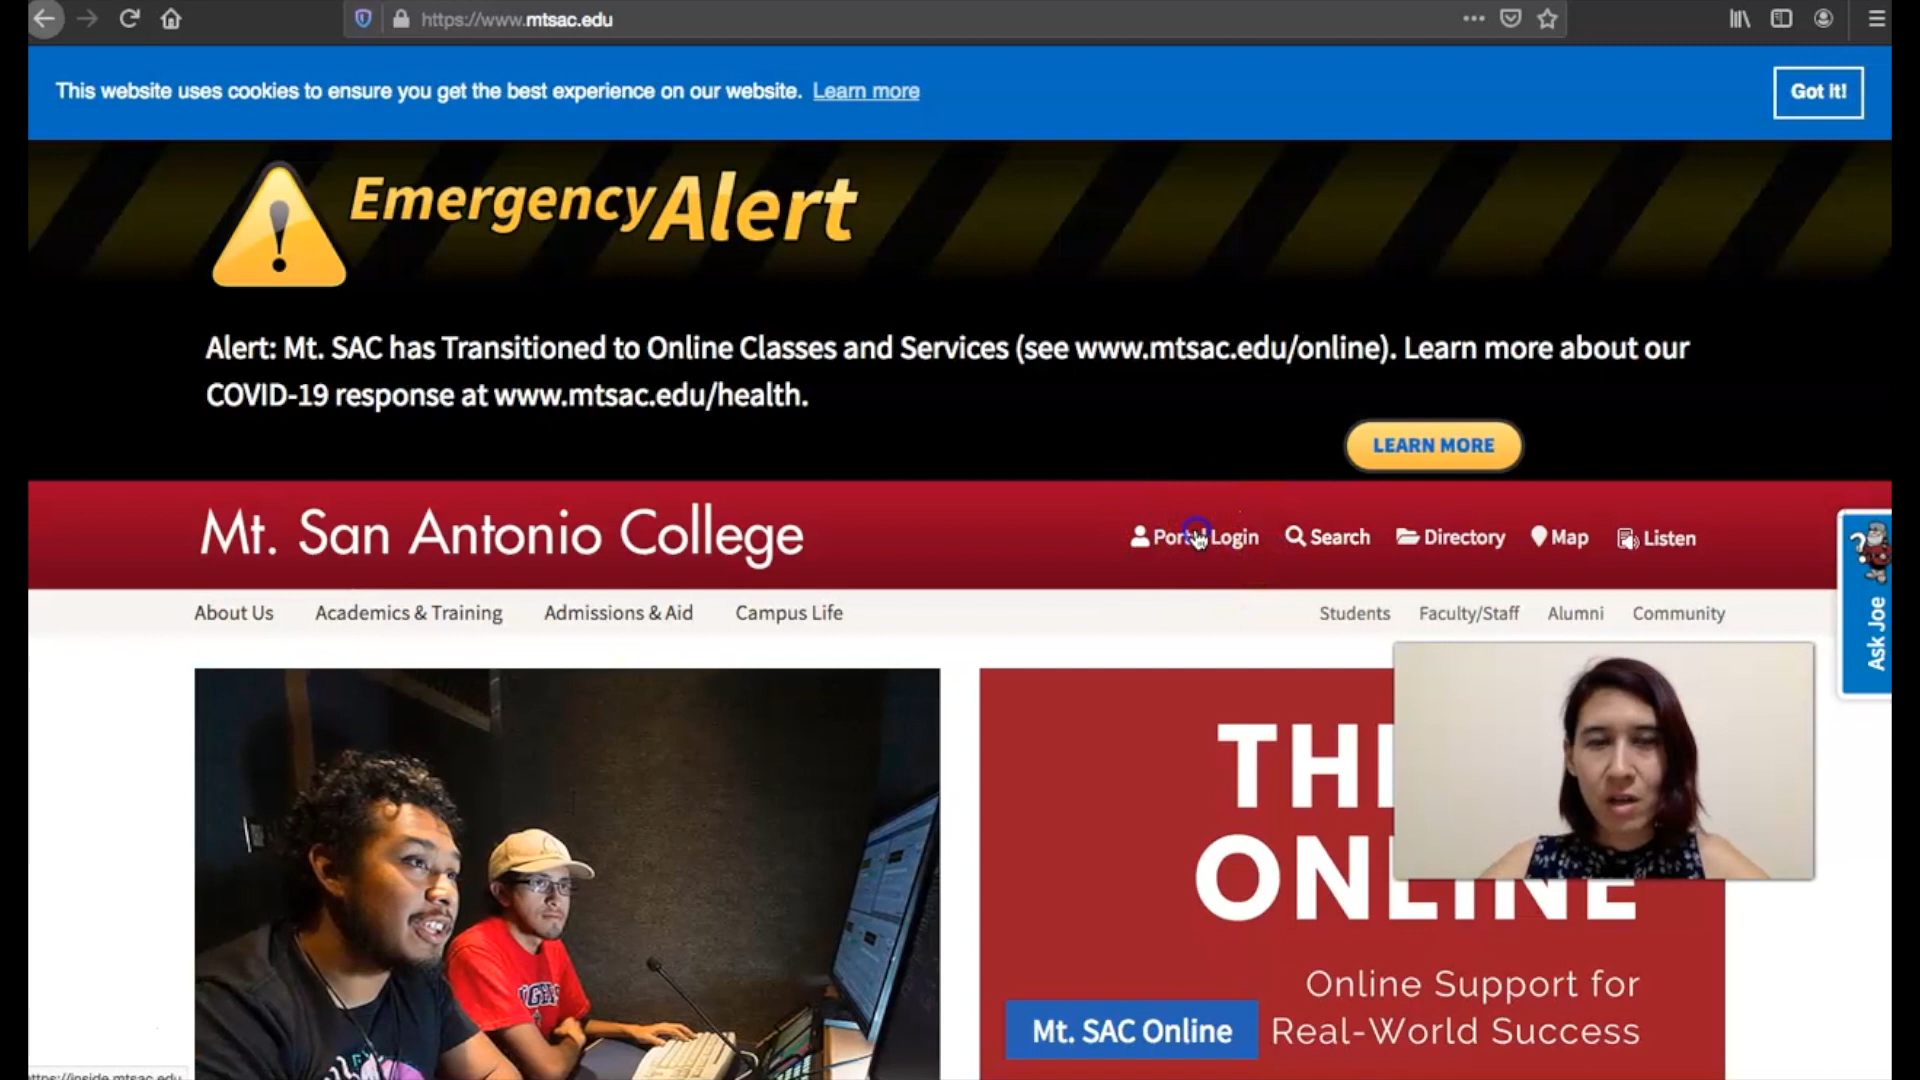 https://www.mtsac.edu
This website uses cookies to ensure you get the best experience on our website. Learn more
Got it!
Emergency Alert
Alert: Mt. SAC has Transitioned to Online Classes and Services (see www.mtsac.edu/online). Learn more about our
COVID-19 response at www.mtsac.edu/health.
LEARN MORE
Mt. San Antonio College
Login Search Directory Map Listen
About Us Academics & Training Admissions & Aid Campus Life Students Faculty/Staff Alumni Community
Ask Joe
ONLINE
Online Support for
Mt. SAC Online Real-World Success